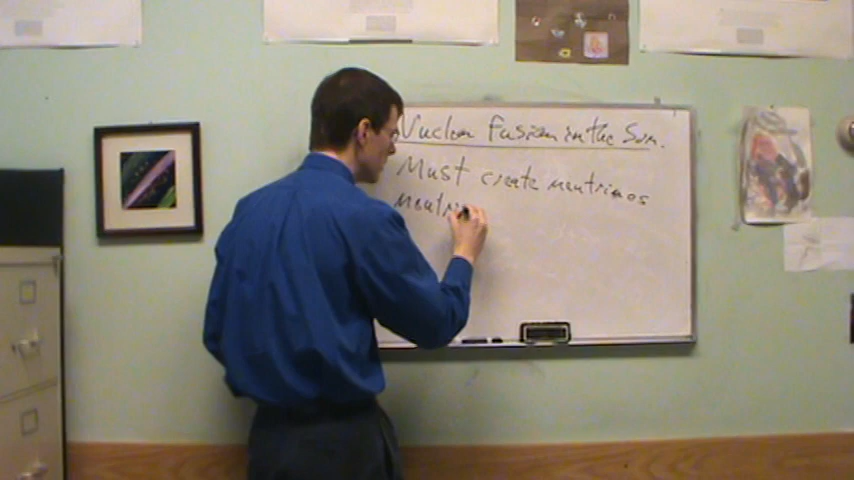 Nuclear Fusion in the Sun.
Must create neutrinos
neutri